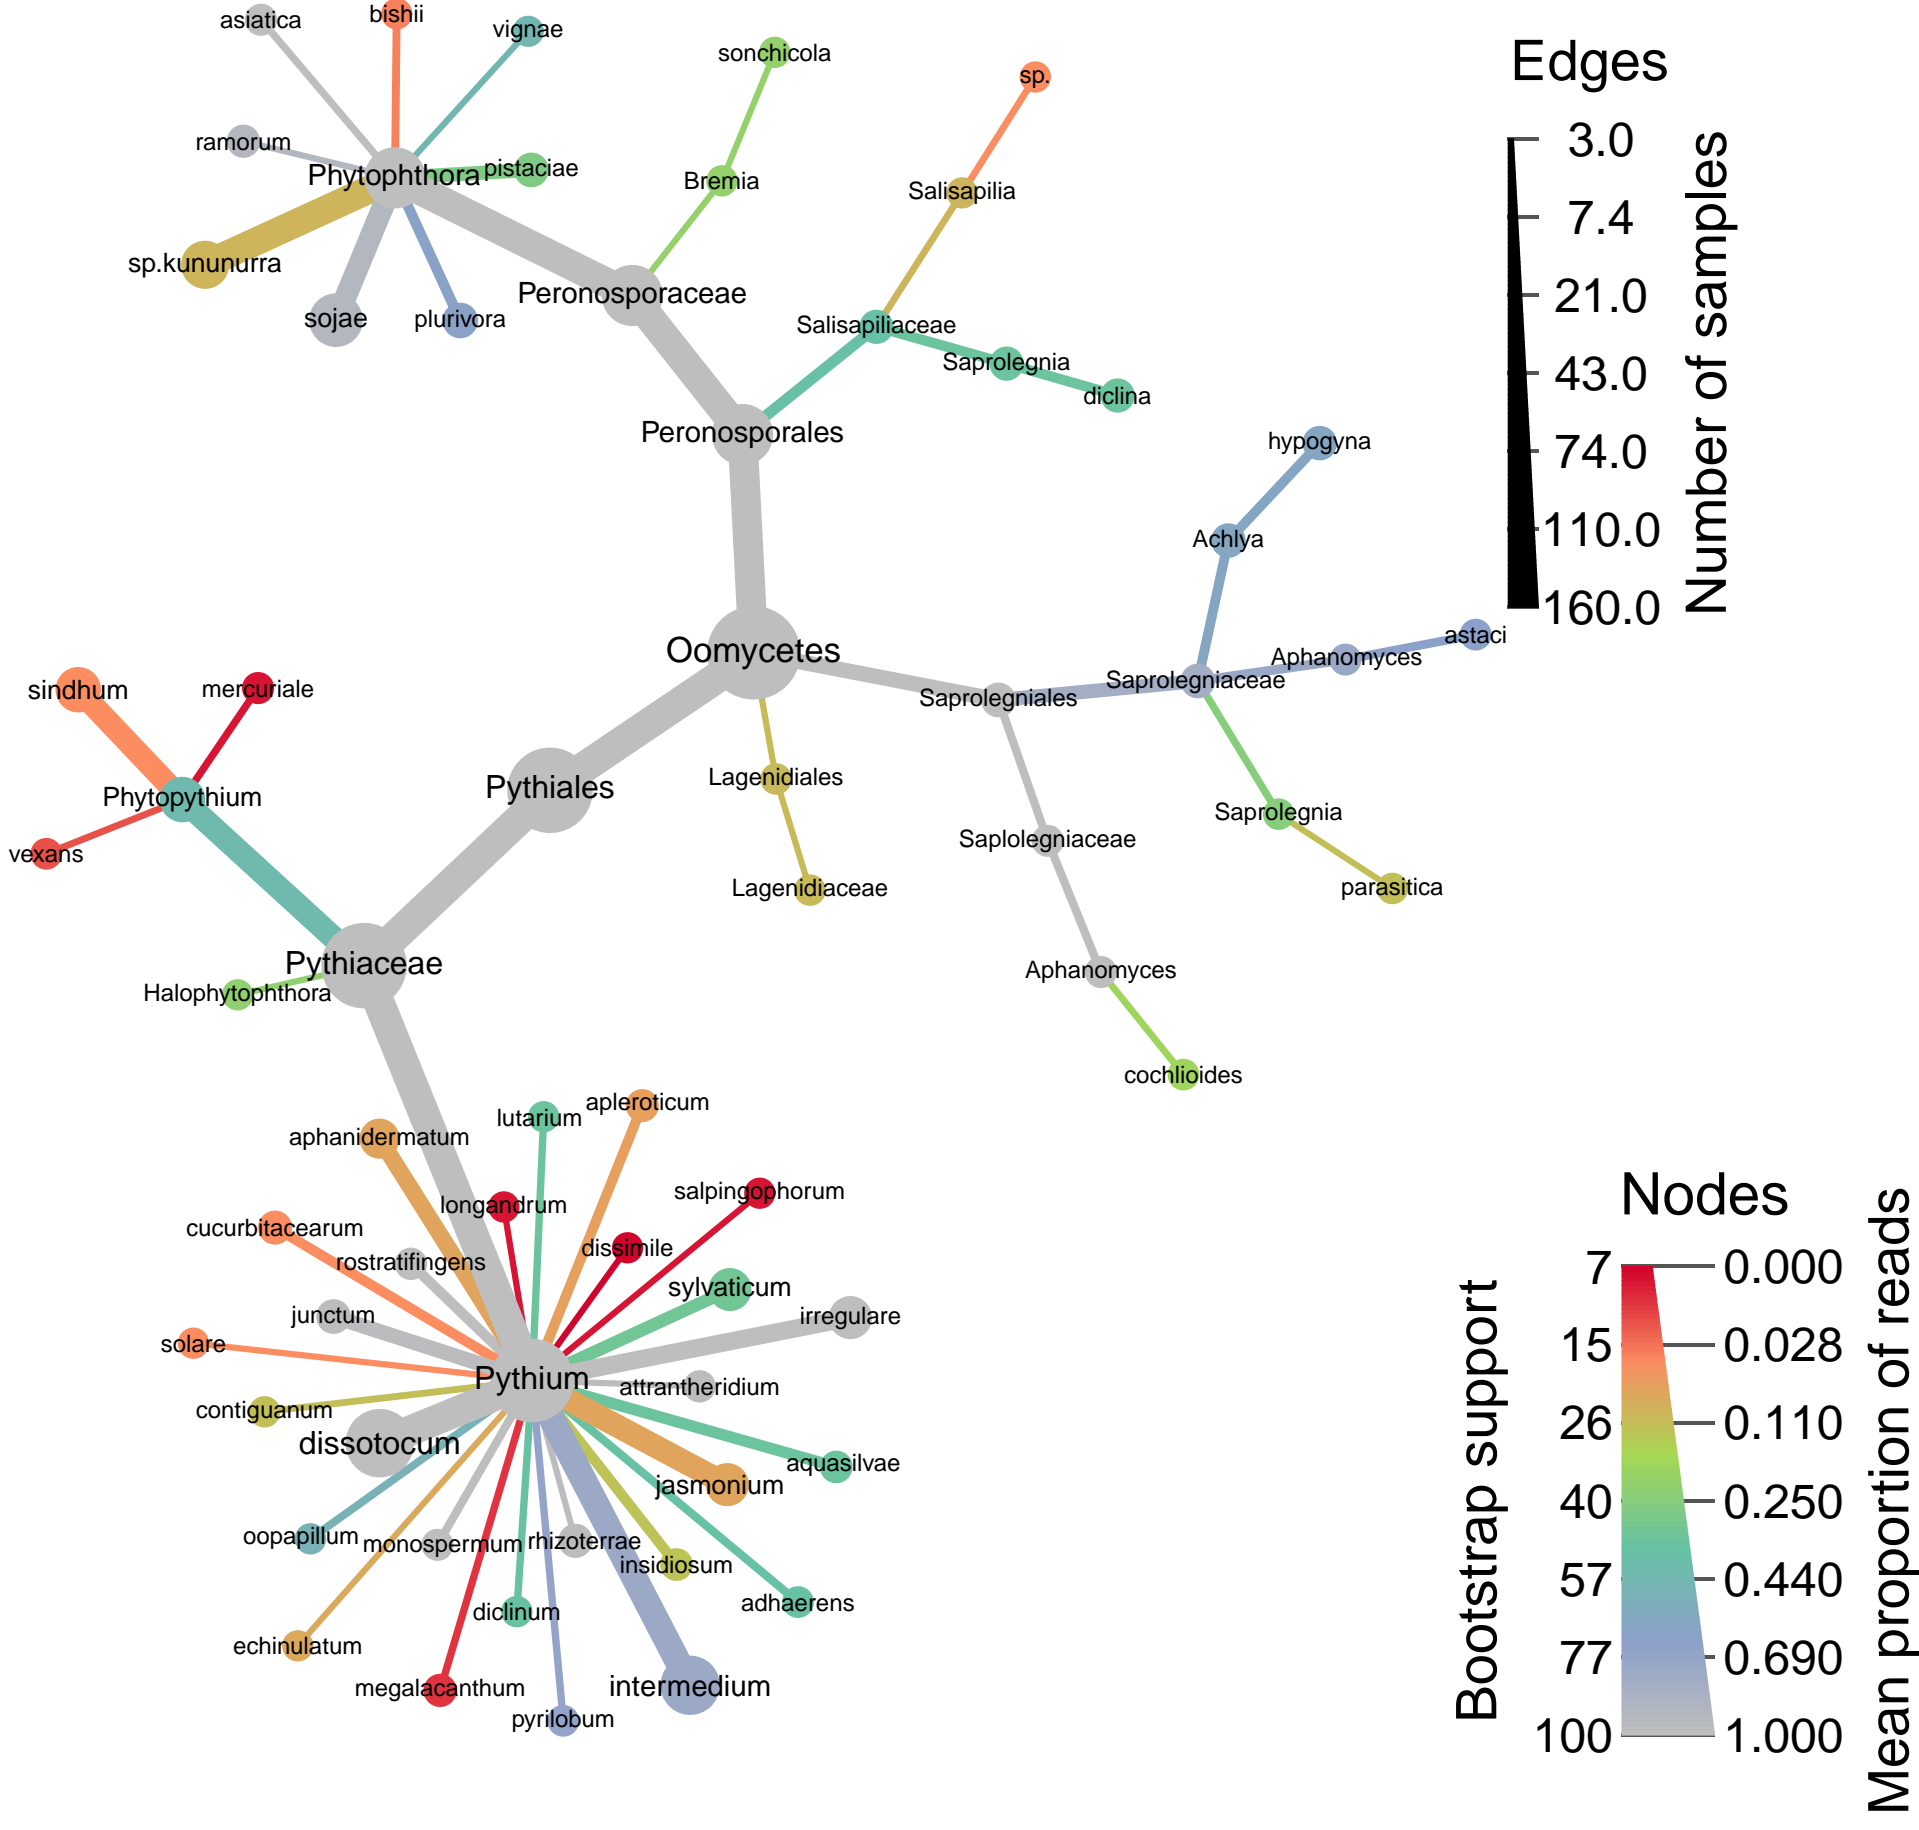 asiatica
bishii
vignae
sonchicola
sp.
ramorum
Phytophthora
pistaciae
Bremia
Salisapilia
sp.kununurra
sojae
plurivora
Peronosporaceae
Salisapiliaceae
Saprolegnia
diclina
Peronosporales
hypogyna
Achlya
Oomycetes
astaci
Aphanomyces
Saprolegniaceae
Saprolegniales
sindhum
mercuriale
Phytopythium
vexans
Pythiales
Lagenidiales
Lagenidiaceae
Saplolegniaceae
Saprolegnia
parasitica
Pythiaceae
Halophytophthora
Aphanomyces
cochlioides
lutarium
apleroticum
aphanidermatum
longandrum
salpingophorum
cucurbitacearum
rostratifingens
dissimile
sylvaticum
junctum
irregulare
solare
Pythium
attrantheridium
contiguanum
dissotocum
aquasilvae
jasmonium
oopapillum
monospermum
rhizoterrae
insidiosum
diclinum
adhaerens
echinulatum
megalacanthum
intermedium
pyrilobum
Edges
3.0
7.4
21.0
43.0
74.0
110.0
160.0
Number of samples
Nodes
7 0.000
15 0.028
26 0.110
40 0.250
57 0.440
77 0.690
100 1.000
Bootstrap support
Mean proportion of reads